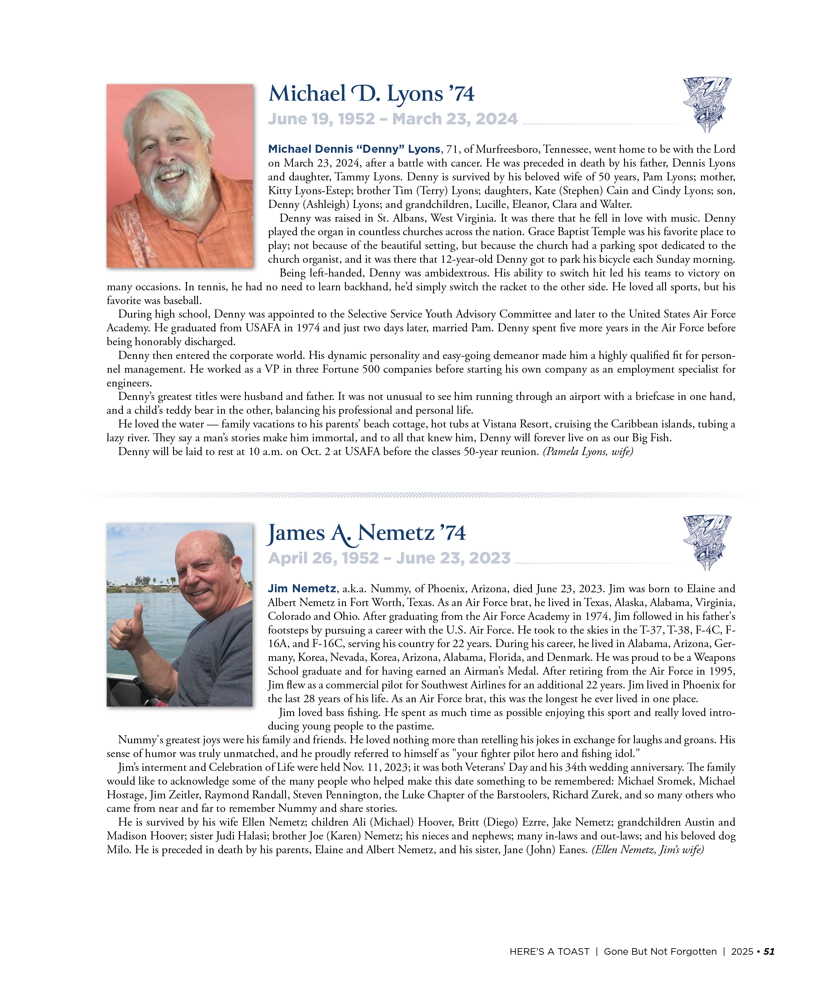 Michael D. Lyons ’74
June 19, 1952 – March 23, 2024
Michael Dennis “Denny” Lyons, 71, of Murfreesboro, Tennessee, went home to be with the Lord
on March 23, 2024, after a battle with cancer. He was preceded in death by his father, Dennis Lyons
and daughter, Tammy Lyons. Denny is survived by his beloved wife of 50 years, Pam Lyons; mother,
Kitty Lyons-Estep; brother Tim (Terry) Lyons; daughters, Kate (Stephen) Cain and Cindy Lyons; son,
Denny (Ashleigh) Lyons; and grandchildren, Lucille, Eleanor, Clara and Walter.
Denny was raised in St. Albans, West Virginia. It was there that he fell in love with music. Denny
played the organ in countless churches across the nation. Grace Baptist Temple was his favorite place to
play; not because of the beautiful setting, but because the church had a parking spot dedicated to the
church organist, and it was there that 12-year-old Denny got to park his bicycle each Sunday morning.
Being left-handed, Denny was ambidextrous. His ability to switch hit led his teams to victory on
many occasions. In tennis, he had no need to learn backhand, he’d simply switch the racket to the other side. He loved all sports, but his
favorite was baseball.
During high school, Denny was appointed to the Selective Service Youth Advisory Committee and later to the United States Air Force
Academy. He graduated from USAFA in 1974 and just two days later, married Pam. Denny spent five more years in the Air Force before
being honorably discharged.
Denny then entered the corporate world. His dynamic personality and easy-going demeanor made him a highly qualified fit for person-
nel management. He worked as a VP in three Fortune 500 companies before starting his own company as an employment specialist for
engineers.
Denny’s greatest titles were husband and father. It was not unusual to see him running through an airport with a briefcase in one hand,
and a child’s teddy bear in the other, balancing his professional and personal life.
He loved the water — family vacations to his parents’ beach cottage, hot tubs at Vistana Resort, cruising the Caribbean islands, tubing a
lazy river. They say a man’s stories make him immortal, and to all that knew him, Denny will forever live on as our Big Fish.
Denny will be laid to rest at 10 a.m. on Oct. 2 at USAFA before the classes 50-year reunion. (Pamela Lyons, wife)
James A. Nemetz ’74
April 26, 1952 – June 23, 2023
Jim Nemetz, a.k.a. Nummy, of Phoenix, Arizona, died June 23, 2023. Jim was born to Elaine and
Albert Nemetz in Fort Worth, Texas. As an Air Force brat, he lived in Texas, Alaska, Alabama, Virginia,
Colorado and Ohio. After graduating from the Air Force Academy in 1974, Jim followed in his father's
footsteps by pursuing a career with the U.S. Air Force. He took to the skies in the T-37, T-38, F-4C, F-
16A, and F-16C, serving his country for 22 years. During his career, he lived in Alabama, Arizona, Ger-
many, Korea, Nevada, Korea, Arizona, Alabama, Florida, and Denmark. He was proud to be a Weapons
School graduate and for having earned an Airman’s Medal. After retiring from the Air Force in 1995,
Jim flew as a commercial pilot for Southwest Airlines for an additional 22 years. Jim lived in Phoenix for
the last 28 years of his life. As an Air Force brat, this was the longest he ever lived in one place.
Jim loved bass fishing. He spent as much time as possible enjoying this sport and really loved intro-
ducing young people to the pastime.
Nummy's greatest joys were his family and friends. He loved nothing more than retelling his jokes in exchange for laughs and groans. His
sense of humor was truly unmatched, and he proudly referred to himself as "your fighter pilot hero and fishing idol."
Jim’s interment and Celebration of Life were held Nov. 11, 2023; it was both Veterans’ Day and his 34th wedding anniversary. The family
would like to acknowledge some of the many people who helped make this date something to be remembered: Michael Sromek, Michael
Hostage, Jim Zeitler, Raymond Randall, Steven Pennington, the Luke Chapter of the Barstoolers, Richard Zurek, and so many others who
came from near and far to remember Nummy and share stories.
He is survived by his wife Ellen Nemetz; children Ali (Michael) Hoover, Britt (Diego) Ezrre, Jake Nemetz; grandchildren Austin and
Madison Hoover; sister Judi Halasi; brother Joe (Karen) Nemetz; his nieces and nephews; many in-laws and out-laws; and his beloved dog
Milo. He is preceded in death by his parents, Elaine and Albert Nemetz, and his sister, Jane (John) Eanes. (Ellen Nemetz, Jim’s wife)
HERE’S A TOAST | Gone But Not Forgotten | 2025 • 51